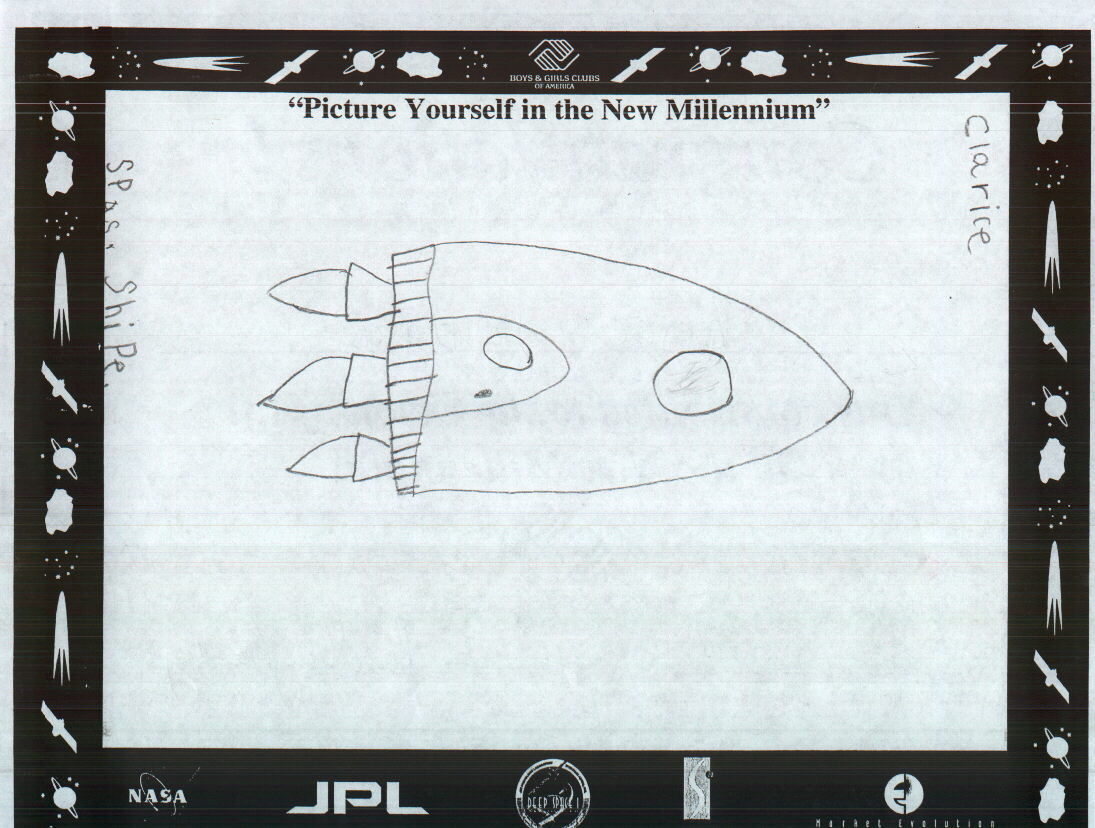 BOYS & GIRLS CLUBS
OF AMERICA
“Picture Yourself in the New Millennium”
Clarice
Spas. Shipe.
NASA
JPL
DEEP SPACE 1
Market Evolution